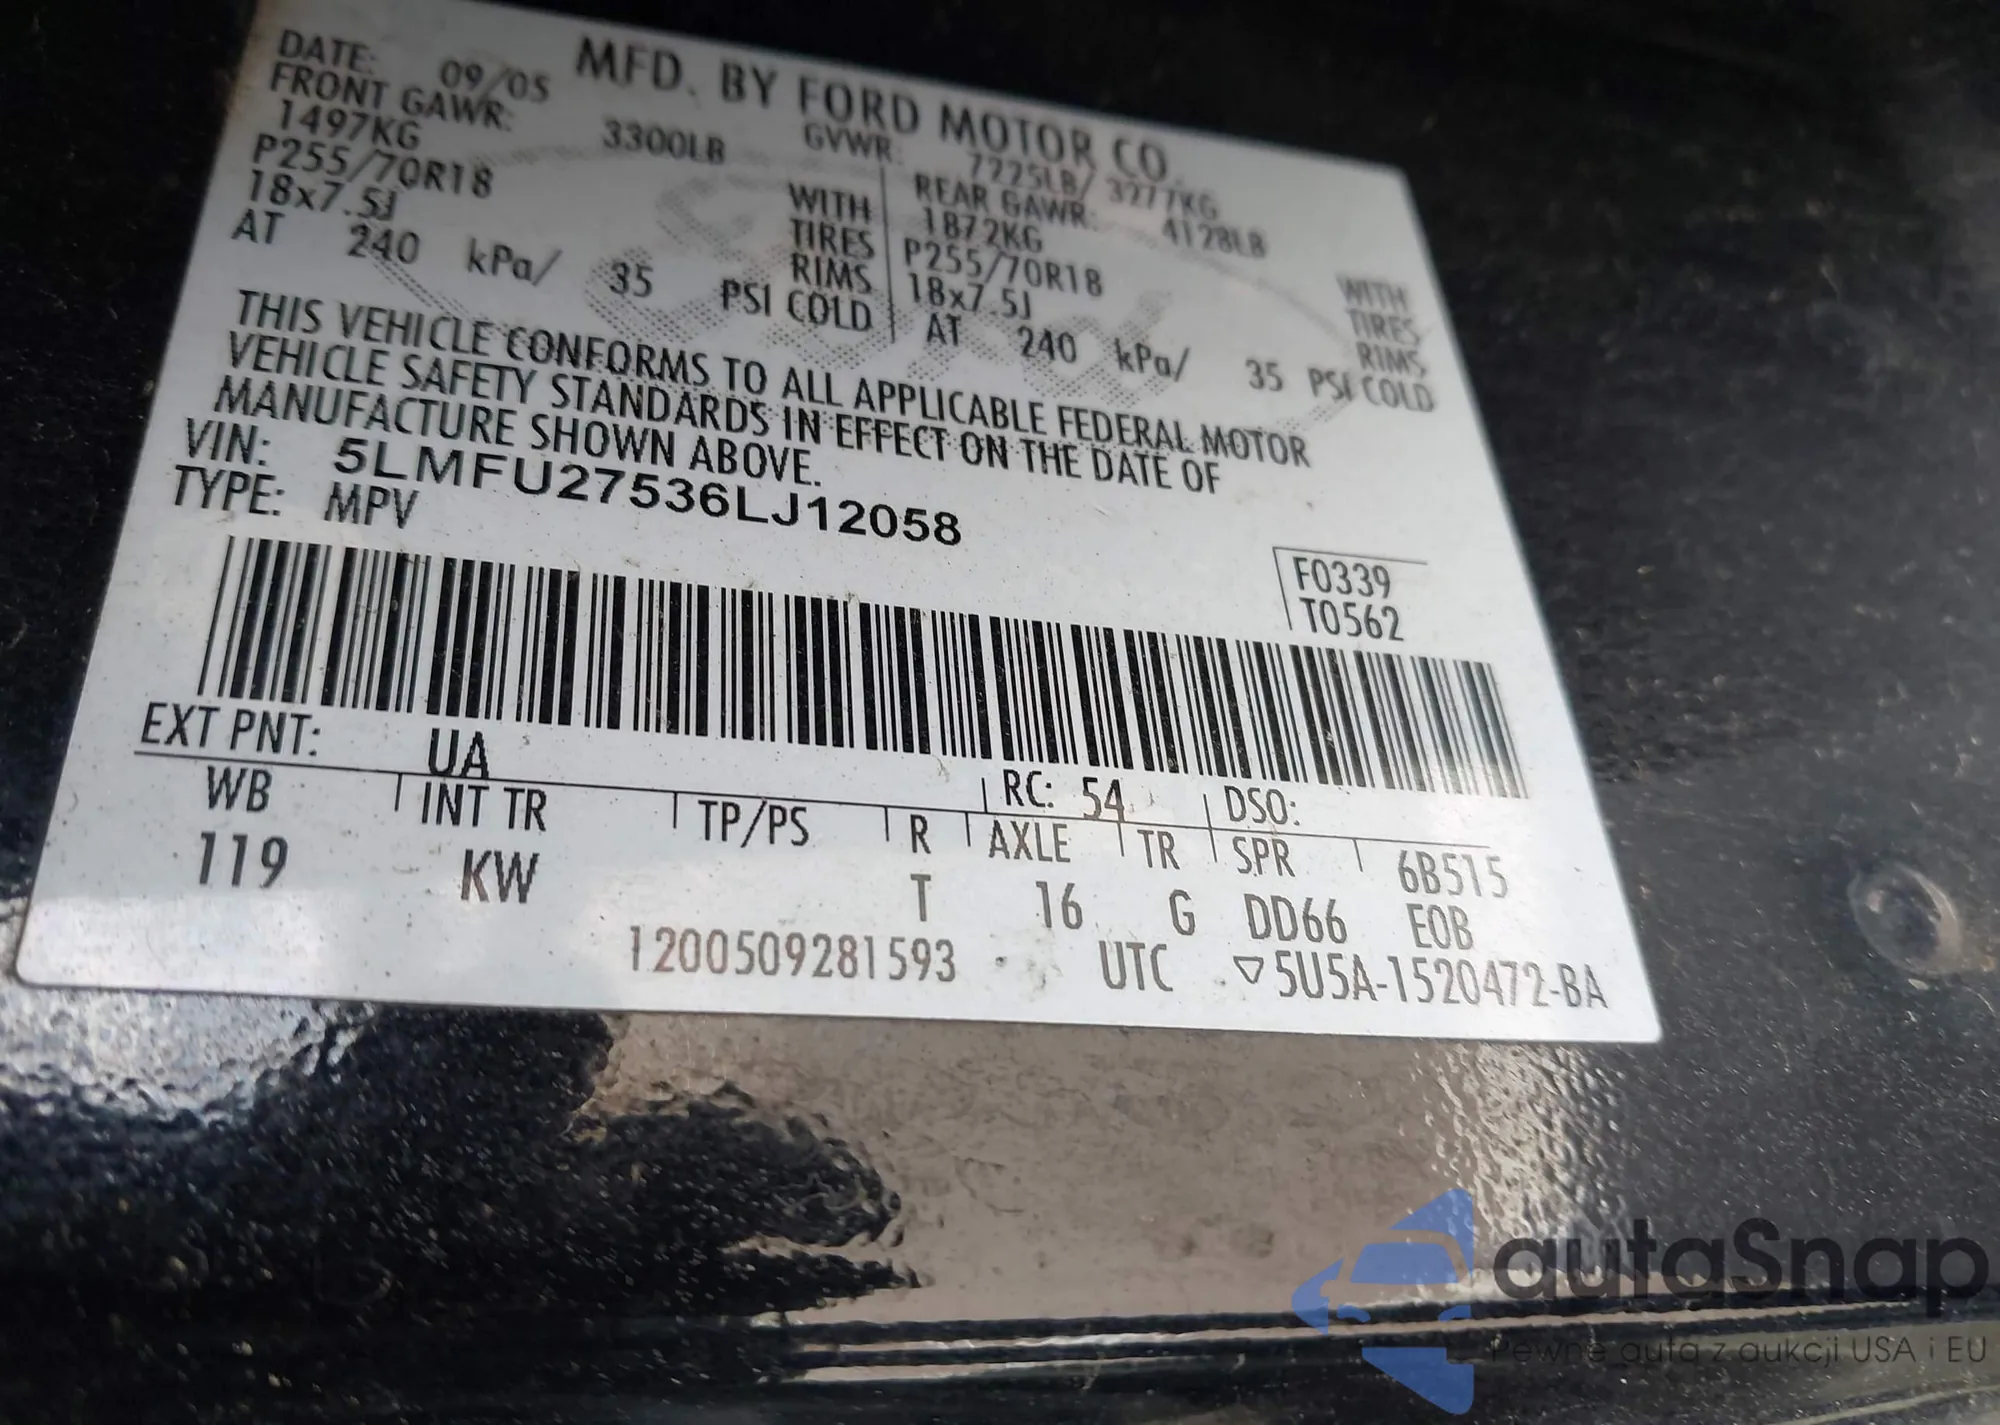 MFD. BY FORD MOTOR CO.
DATE: 09/05 GVWR: 7225LB/ 3277KG
FRONT GAWR: 3300LB REAR GAWR: 4128LB
1497KG 1872KG
P255/70R18 WITH TIRES P255/70R18 WITH TIRES
18x7.5J RIMS 18x7.5J RIMS
AT 240 kPa/ 35 PSI COLD AT 240 kPa/ 35 PSI COLD
THIS VEHICLE CONFORMS TO ALL APPLICABLE FEDERAL MOTOR
VEHICLE SAFETY STANDARDS IN EFFECT ON THE DATE OF
MANUFACTURE SHOWN ABOVE.
VIN: 5LMFU27536LJ12058
TYPE: MPV
F0339
T0562
EXT PNT: UA RC: 54 DSO:
WB INT TR TP/PS R AXLE TR SPR 6B515
119 KW T 16 G DD66 EOB
1200509281593 UTC ▽5U5A-1520472-BA
autaSnap
Pewne auta z aukcji USA i EU